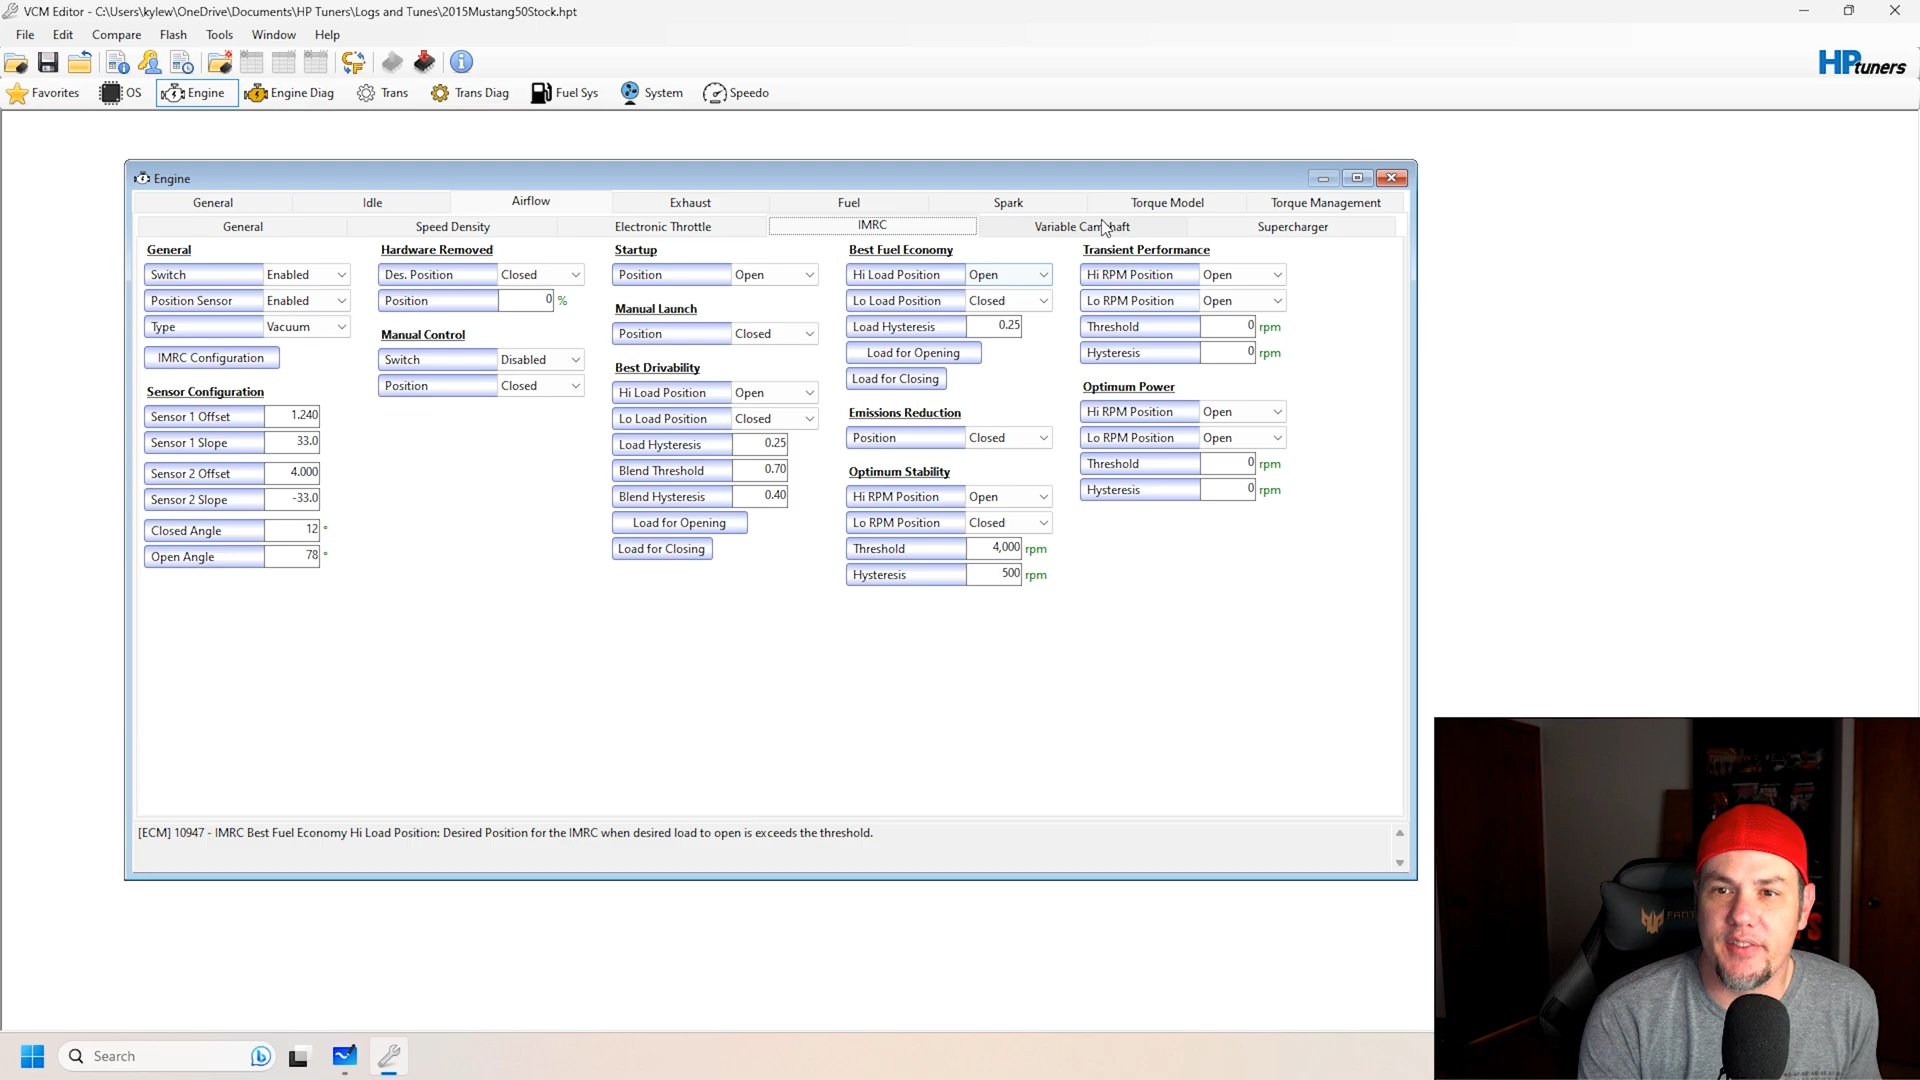 VCM Editor - C:\Users\kylew\OneDrive\Documents\HP Tuners\Logs and Tunes\2015Mustang50Stock.hpt
File Edit Compare Flash Tools Window Help
HPtuners
Favorites OS Engine Engine Diag Trans Trans Diag Fuel Sys System Speedo
Engine
General Idle Airflow Exhaust Fuel Spark Torque Model Torque Management
General Speed Density Electronic Throttle IMRC Variable Camshaft Supercharger
General
Switch Enabled
Position Sensor Enabled
Type Vacuum
IMRC Configuration
Sensor Configuration
Sensor 1 Offset 1.240
Sensor 1 Slope 33.0
Sensor 2 Offset 4.000
Sensor 2 Slope -33.0
Closed Angle 12 °
Open Angle 78 °
Hardware Removed
Des. Position Closed
Position 0 %
Manual Control
Switch Disabled
Position Closed
Startup
Position Open
Manual Launch
Position Closed
Best Drivability
Hi Load Position Open
Lo Load Position Closed
Load Hysteresis 0.25
Blend Threshold 0.70
Blend Hysteresis 0.40
Load for Opening
Load for Closing
Best Fuel Economy
Hi Load Position Open
Lo Load Position Closed
Load Hysteresis 0.25
Load for Opening
Load for Closing
Emissions Reduction
Position Closed
Optimum Stability
Hi RPM Position Open
Lo RPM Position Closed
Threshold 4,000 rpm
Hysteresis 500 rpm
Transient Performance
Hi RPM Position Open
Lo RPM Position Open
Threshold 0 rpm
Hysteresis 0 rpm
Optimum Power
Hi RPM Position Open
Lo RPM Position Open
Threshold 0 rpm
Hysteresis 0 rpm
[ECM] 10947 - IMRC Best Fuel Economy Hi Load Position: Desired Position for the IMRC when desired load to open is exceeds the threshold.
Search